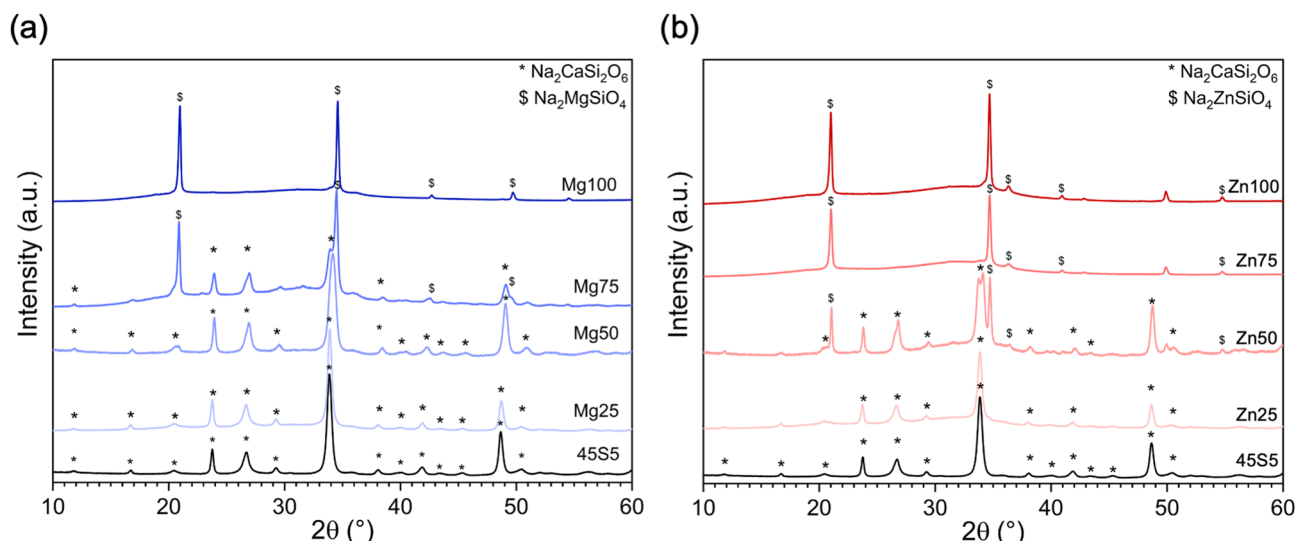 (a)
* Na₂CaSi₂O₆
$ Na₂MgSiO₄
Mg100
Mg75
Mg50
Mg25
45S5
Intensity (a.u.)
10 20 30 40 50 60
2θ (°)
(b)
* Na₂CaSi₂O₆
$ Na₂ZnSiO₄
Zn100
Zn75
Zn50
Zn25
45S5
Intensity (a.u.)
10 20 30 40 50 60
2θ (°)